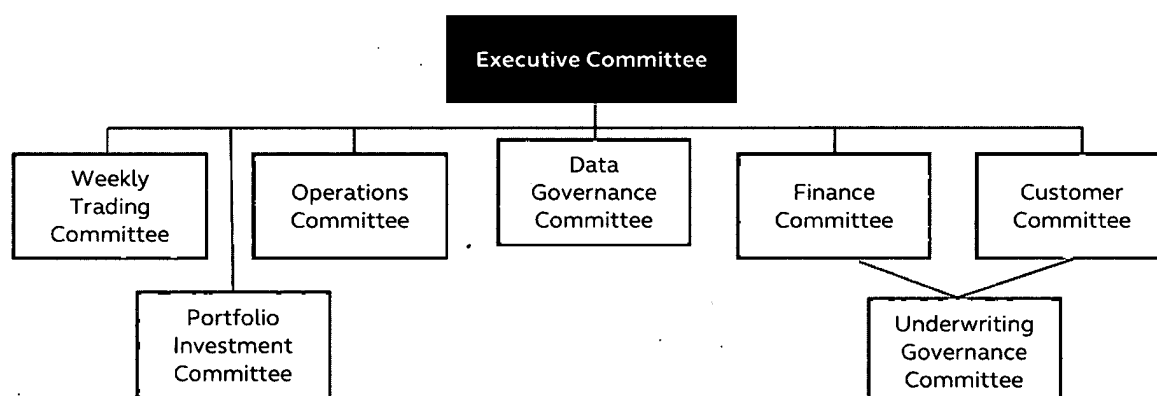 Executive Committee
Weekly
Trading
Committee
Operations
Committee
Data
Governance
Committee
Finance
Committee
Customer
Committee
Portfolio
Investment
Committee
Underwriting
Governance
Committee